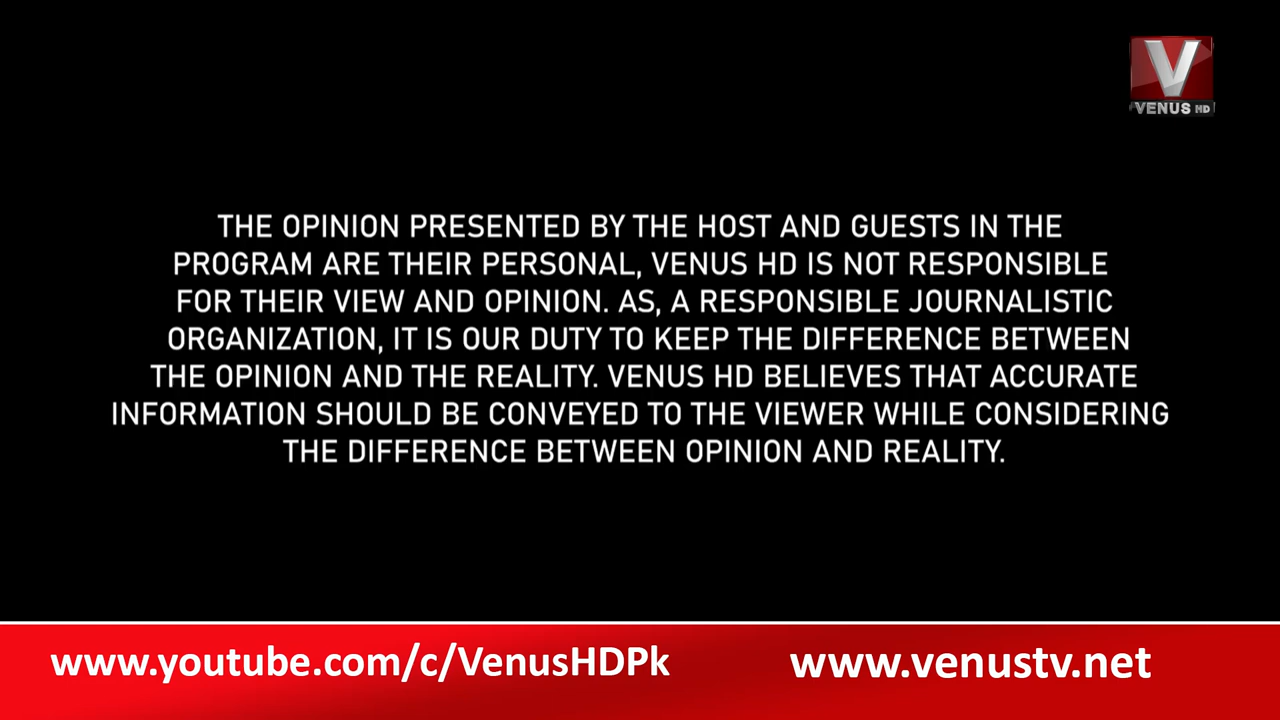 V
VENUS HD
THE OPINION PRESENTED BY THE HOST AND GUESTS IN THE
PROGRAM ARE THEIR PERSONAL, VENUS HD IS NOT RESPONSIBLE
FOR THEIR VIEW AND OPINION. AS, A RESPONSIBLE JOURNALISTIC
ORGANIZATION, IT IS OUR DUTY TO KEEP THE DIFFERENCE BETWEEN
THE OPINION AND THE REALITY. VENUS HD BELIEVES THAT ACCURATE
INFORMATION SHOULD BE CONVEYED TO THE VIEWER WHILE CONSIDERING
THE DIFFERENCE BETWEEN OPINION AND REALITY.
www.youtube.com/c/VenusHDPk
www.venustv.net